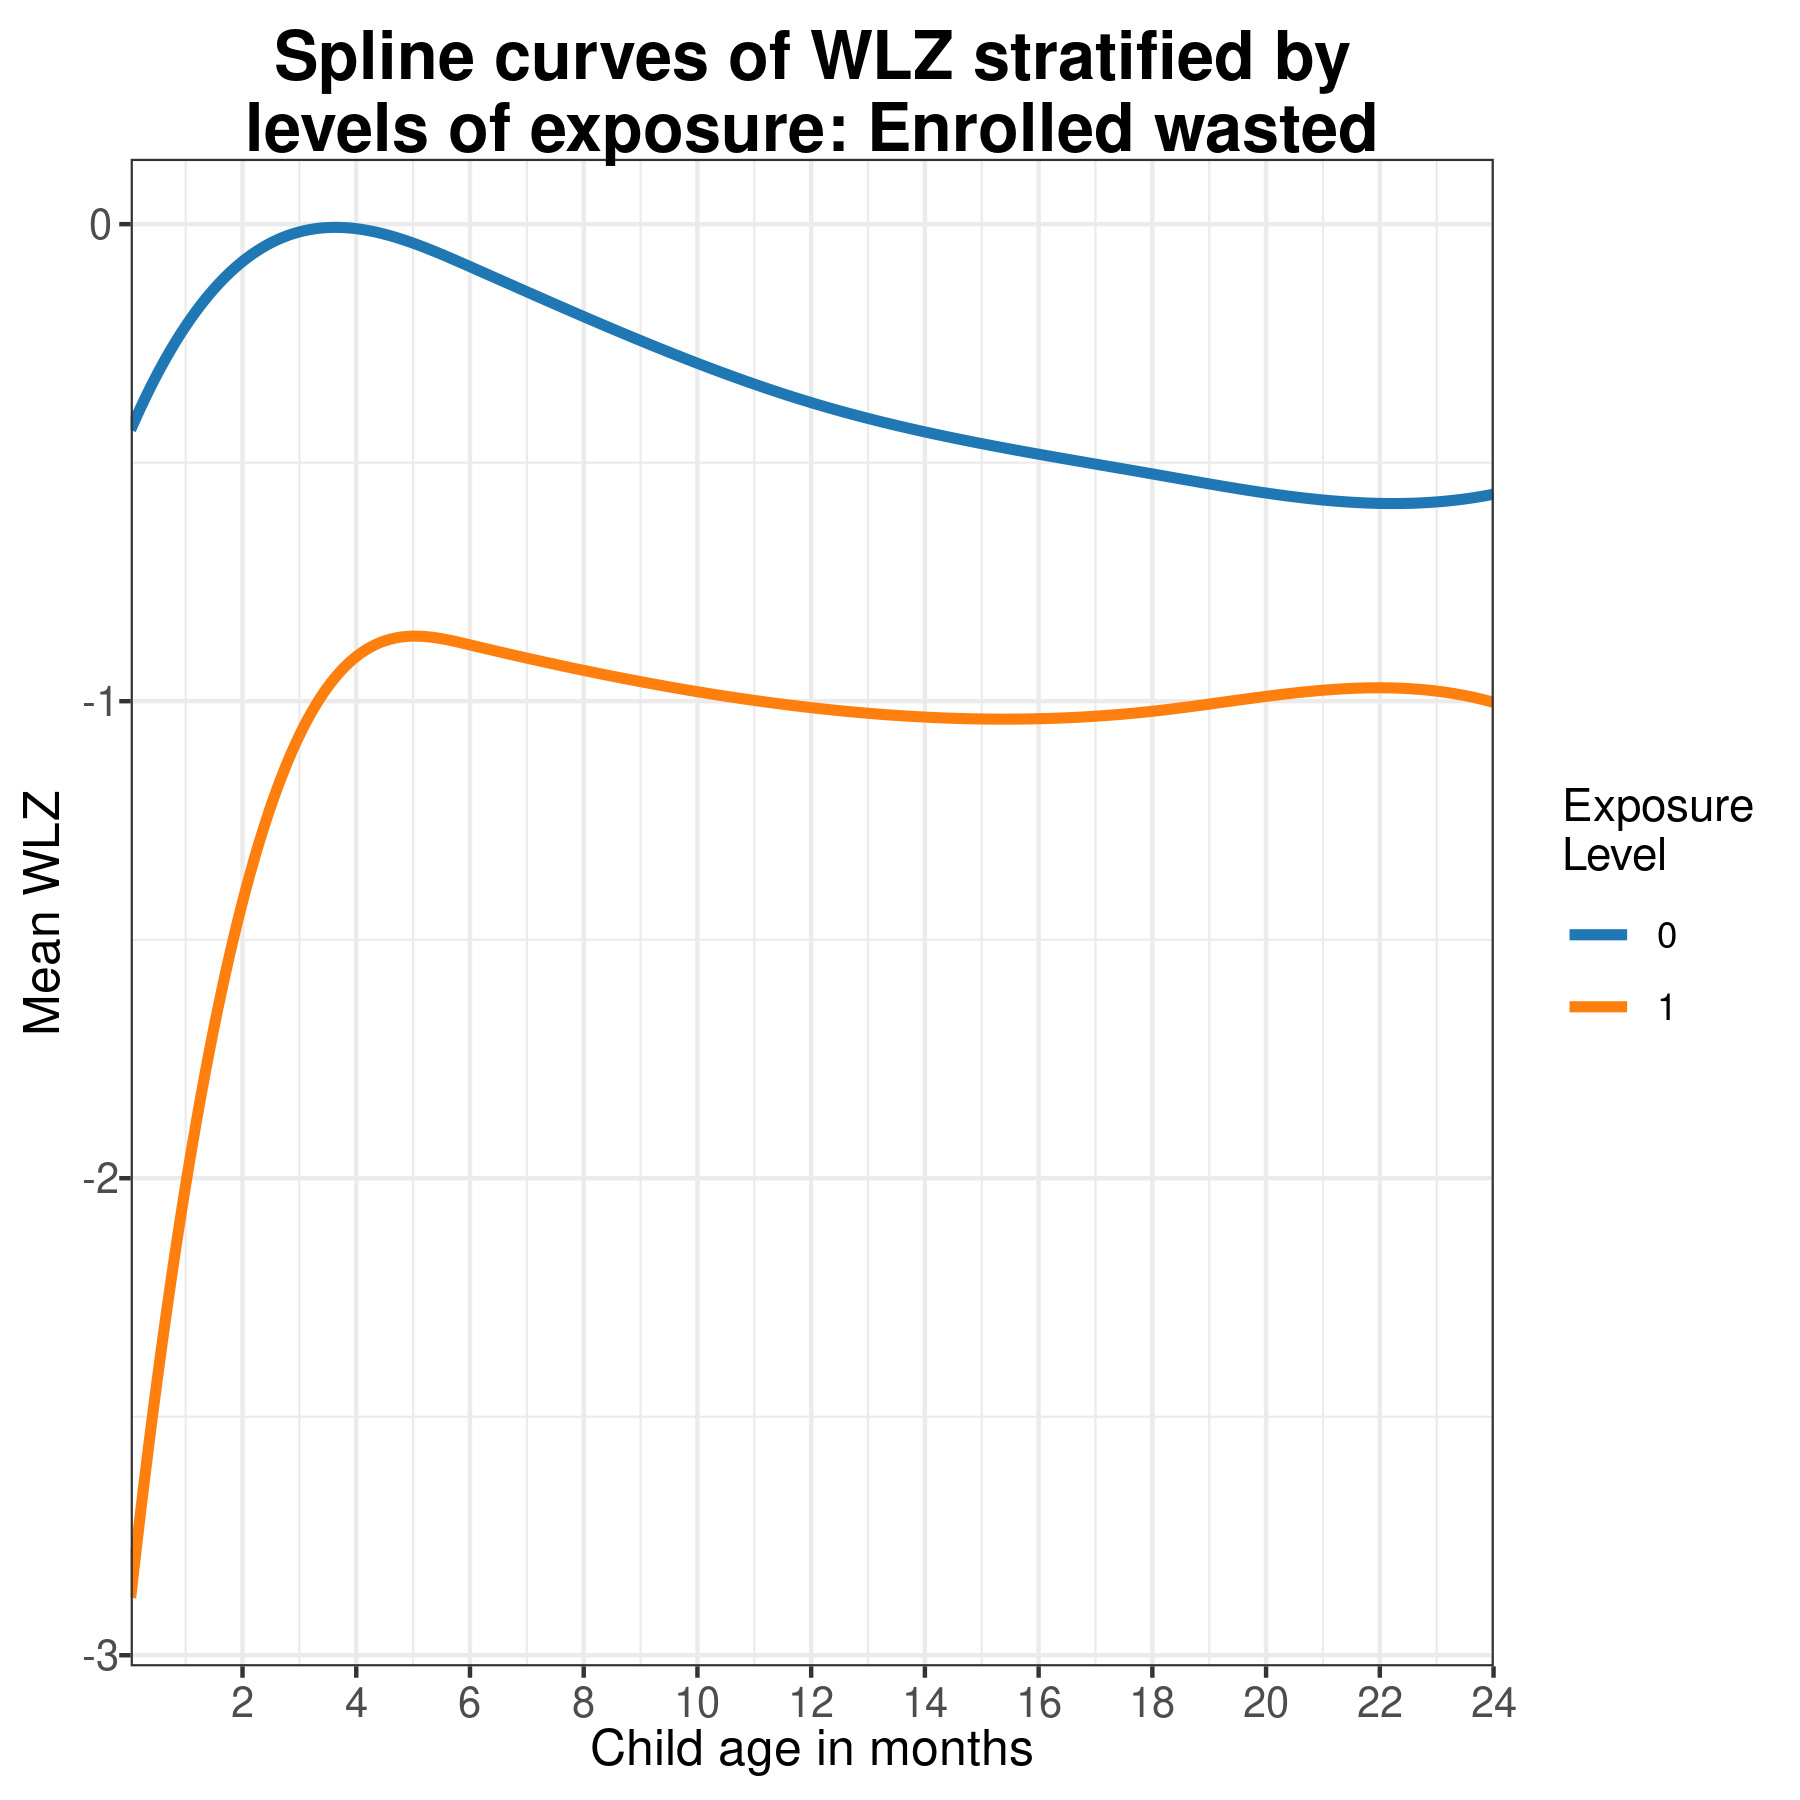 Spline curves of WLZ stratified by
levels of exposure: Enrolled wasted
0
-1
-2
-3
Mean WLZ
2 4 6 8 10 12 14 16 18 20 22 24
Child age in months
Exposure
Level
0
1